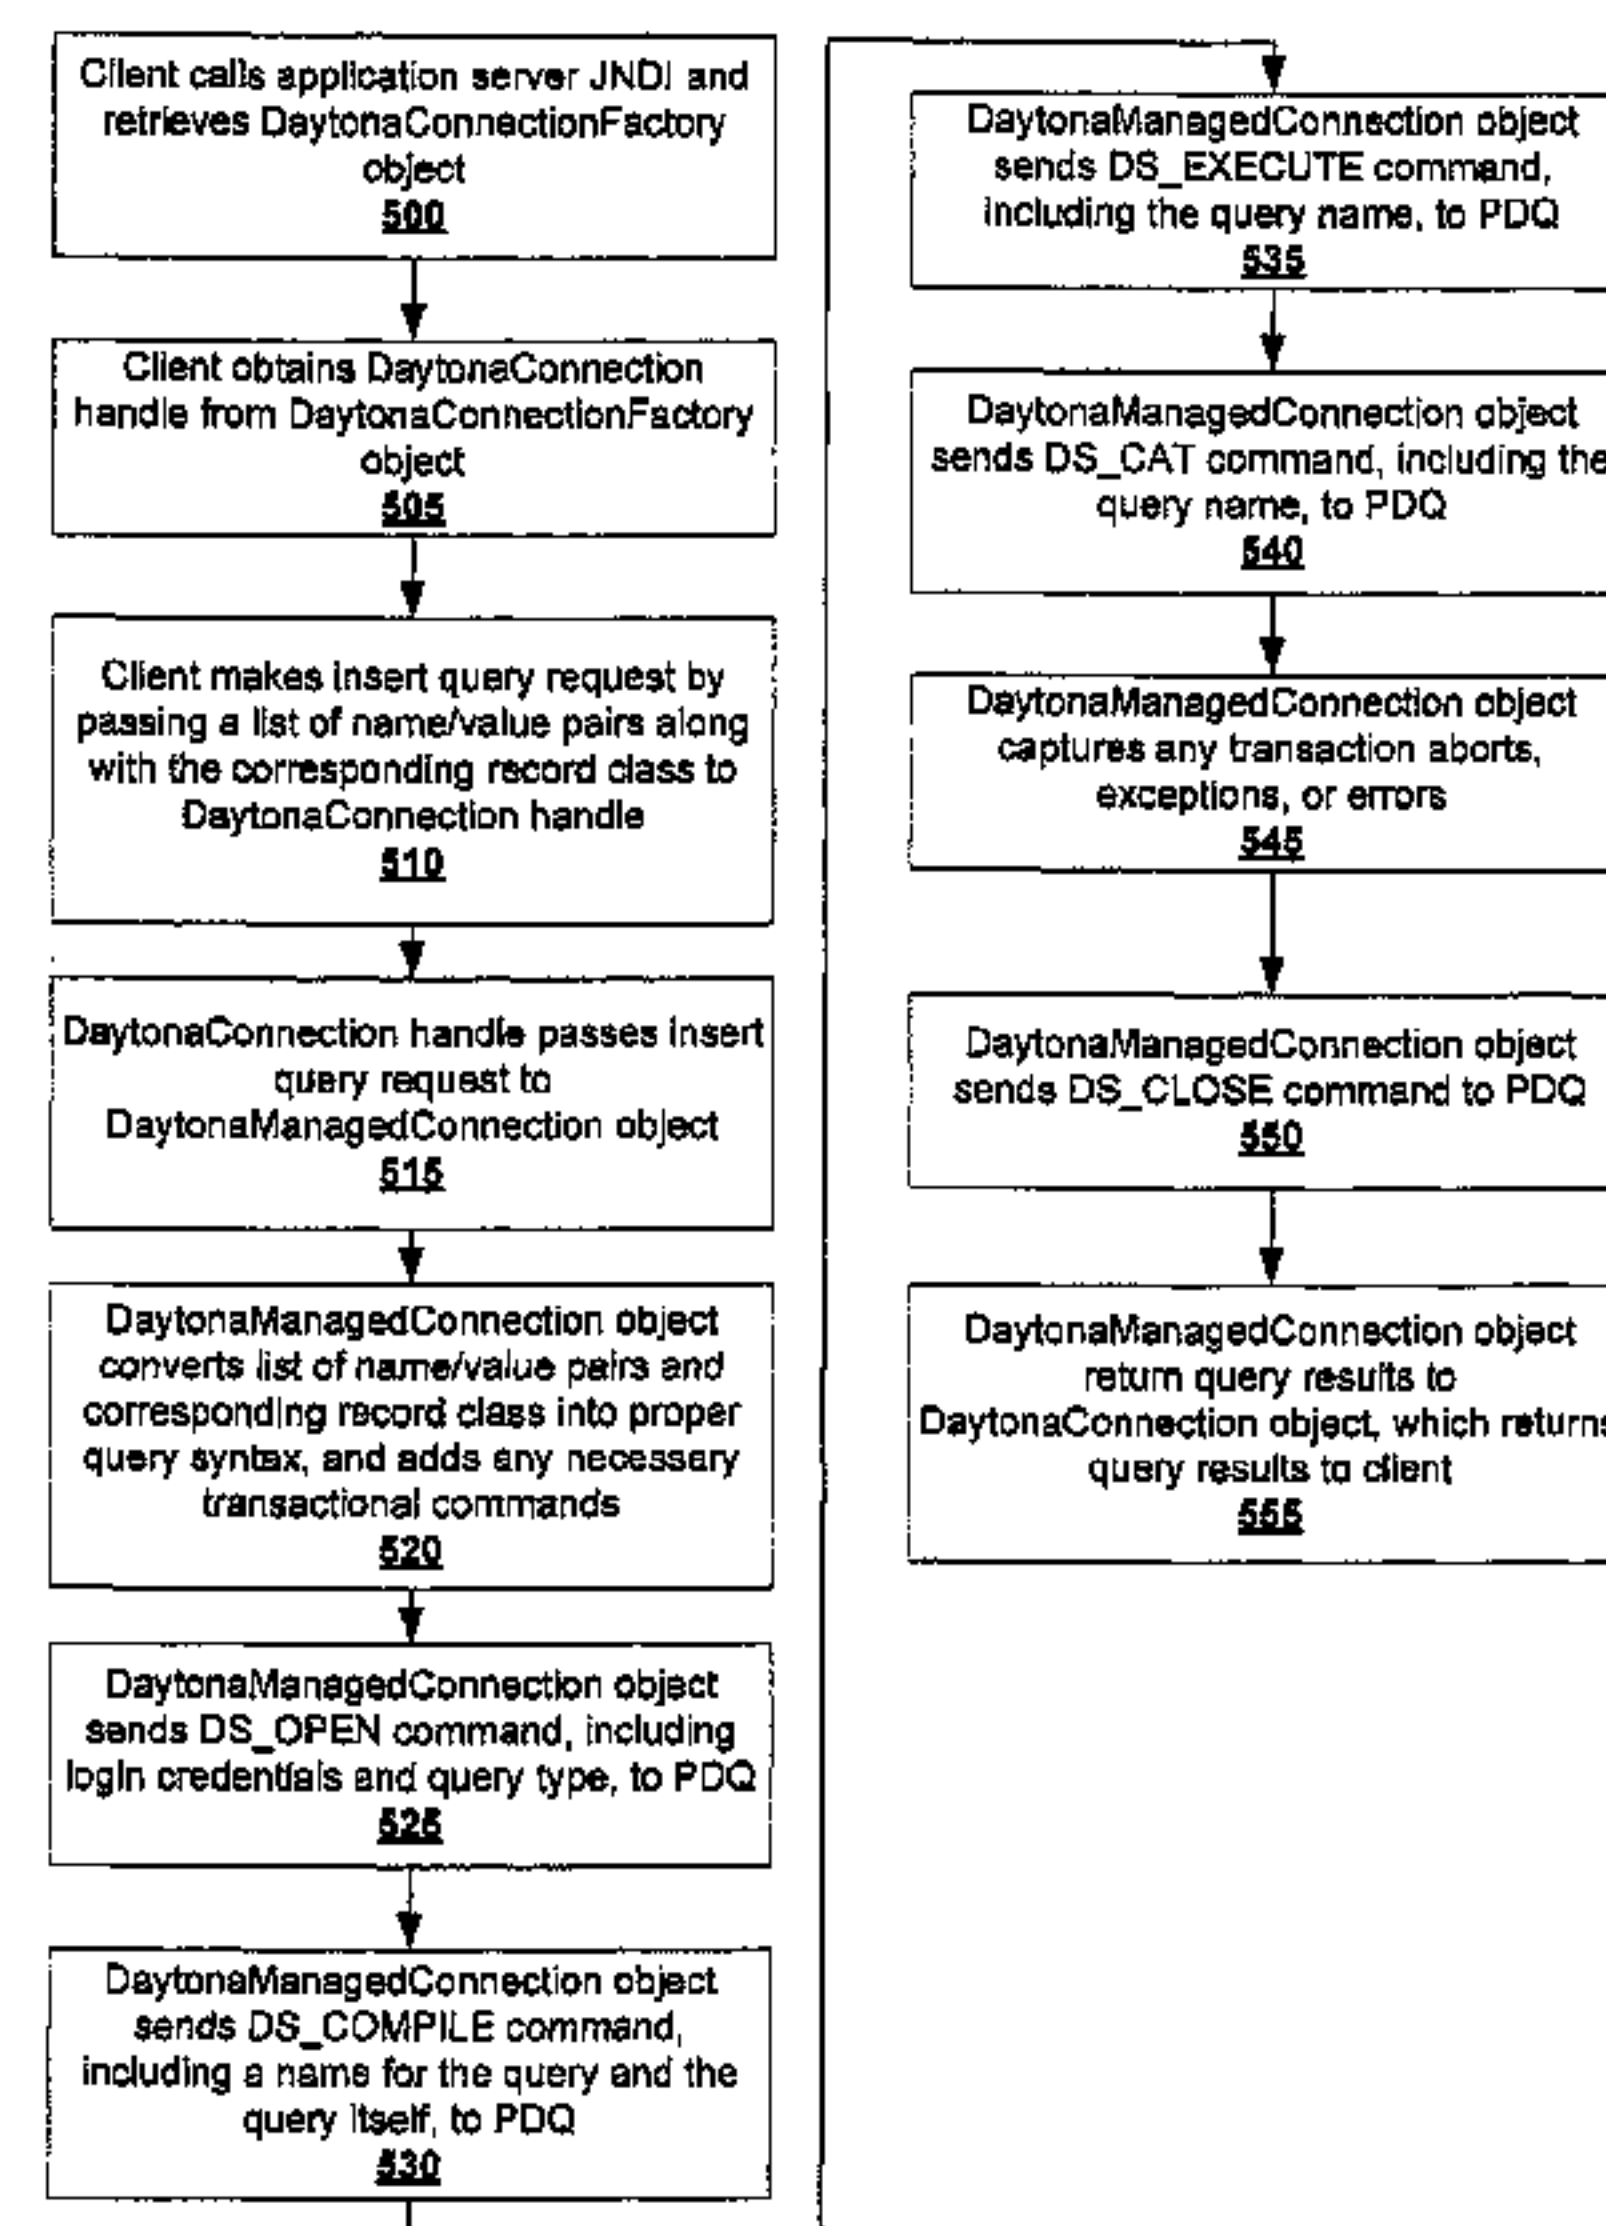 Client calls application server JNDI and
retrieves DaytonaConnectionFactory
object
500
Client obtains DaytonaConnection
handle from DaytonaConnectionFactory
object
505
Client makes insert query request by
passing a list of name/value pairs along
with the corresponding record class to
DaytonaConnection handle
510
DaytonaConnection handle passes insert
query request to
DaytonaManagedConnection object
515
DaytonaManagedConnection object
converts list of name/value pairs and
corresponding record class into proper
query syntax, and adds any necessary
transactional commands
520
DaytonaManagedConnection object
sends DS_OPEN command, including
login credentials and query type, to PDQ
525
DaytonaManagedConnection object
sends DS_COMPILE command,
including a name for the query and the
query itself, to PDQ
530
DaytonaManagedConnection object
sends DS_EXECUTE command,
including the query name, to PDQ
535
DaytonaManagedConnection object
sends DS_CAT command, including the
query name, to PDQ
540
DaytonaManagedConnection object
captures any transaction aborts,
exceptions, or errors
545
DaytonaManagedConnection object
sends DS_CLOSE command to PDQ
550
DaytonaManagedConnection object
return query results to
DaytonaConnection object, which returns
query results to client
555